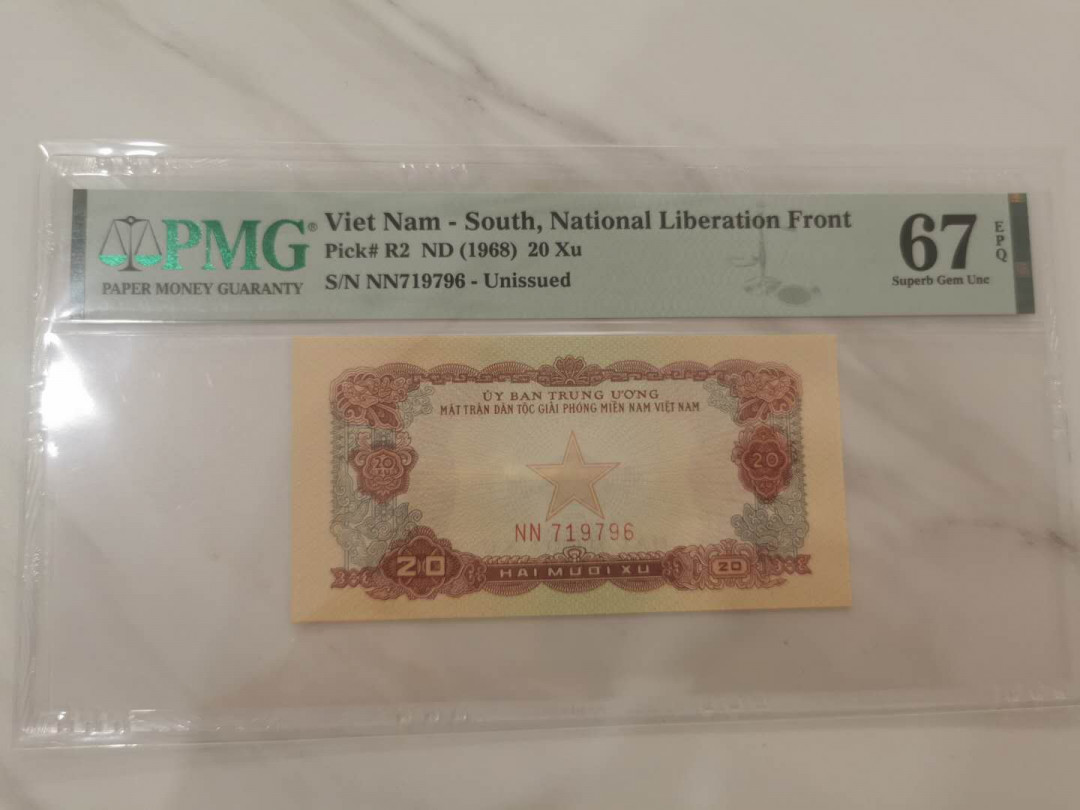 PMG®
PAPER MONEY GUARANTY
Viet Nam - South, National Liberation Front
Pick# R2 ND (1968) 20 Xu
S/N NN719796 - Unissued
67
EPQ
Superb Gem Unc
ỦY BAN TRUNG ƯƠNG
MẶT TRẬN DÂN TỘC GIẢI PHÓNG MIỀN NAM VIỆT NAM
20
XU
20
NN 719796
20
HAI MƯƠI XU
20